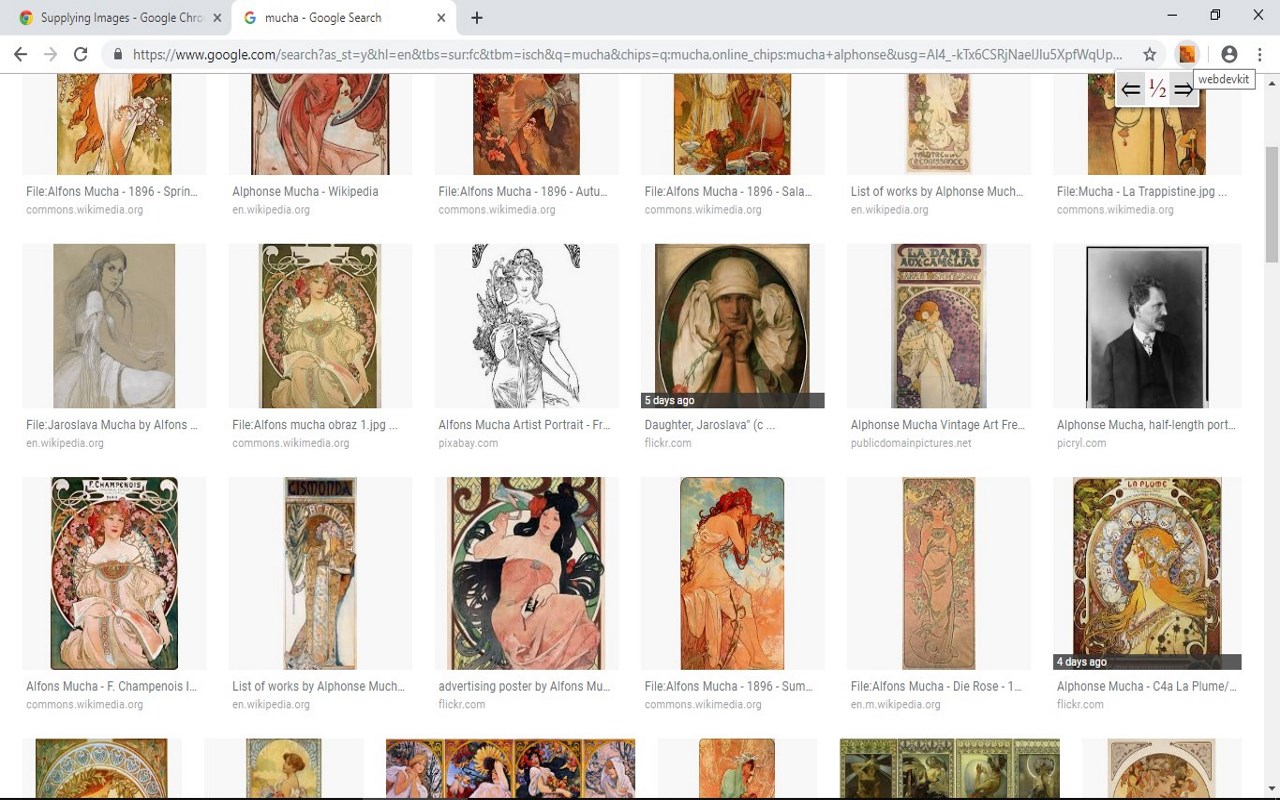 Supplying Images - Google Chro
mucha - Google Search
https://www.google.com/search?as_st=y&hl=en&tbs=sur:fc&tbm=isch&q=mucha&chips=q:mucha,online_chips:mucha+alphonse&usg=AI4_-kTx6CSRjNaeIJIu5XpfWqUp...
webdevkit
⇐ ½ ⇒
File:Alfons Mucha - 1896 - Sprin...
commons.wikimedia.org
Alphonse Mucha - Wikipedia
en.wikipedia.org
File:Alfons Mucha - 1896 - Autu...
commons.wikimedia.org
File:Alfons Mucha - 1896 - Sala...
commons.wikimedia.org
List of works by Alphonse Much...
en.wikipedia.org
File:Mucha - La Trappistine.jpg ...
commons.wikimedia.org
LA DAME
AUX CAMELIAS
5 days ago
File:Jaroslava Mucha by Alfons ...
en.wikipedia.org
File:Alfons mucha obraz 1.jpg ...
commons.wikimedia.org
Alfons Mucha Artist Portrait - Fr...
pixabay.com
Daughter, Jaroslava" (c ...
flickr.com
Alphonse Mucha Vintage Art Fre...
publicdomainpictures.net
Alphonse Mucha, half-length port...
picryl.com
F. CHAMPENOIS
GISMONDA
JOB
LA PLUME
4 days ago
Alfons Mucha - F. Champenois I...
commons.wikimedia.org
List of works by Alphonse Much...
en.wikipedia.org
advertising poster by Alfons Mu...
flickr.com
File:Alfons Mucha - 1896 - Sum...
commons.wikimedia.org
File:Alfons Mucha - Die Rose - 1...
en.m.wikipedia.org
Alphonse Mucha - C4a La Plume/...
flickr.com